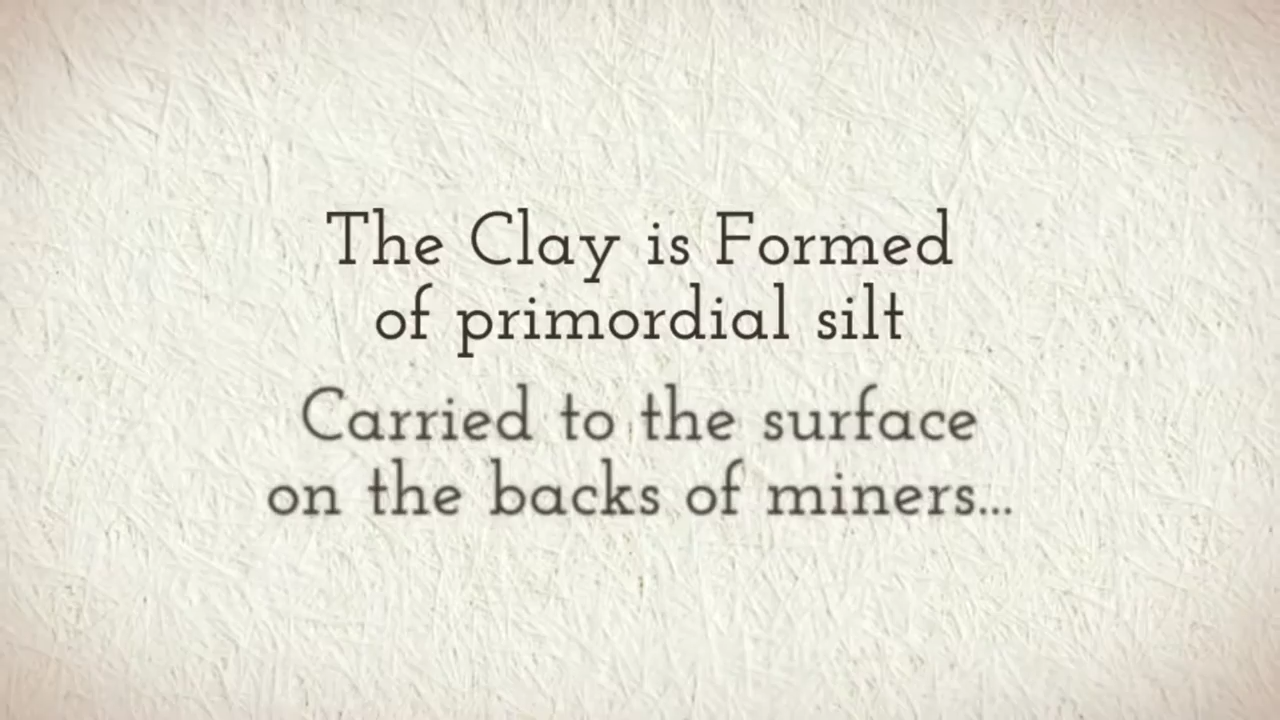 The Clay is Formed
of primordial silt
Carried to the surface
on the backs of miners...